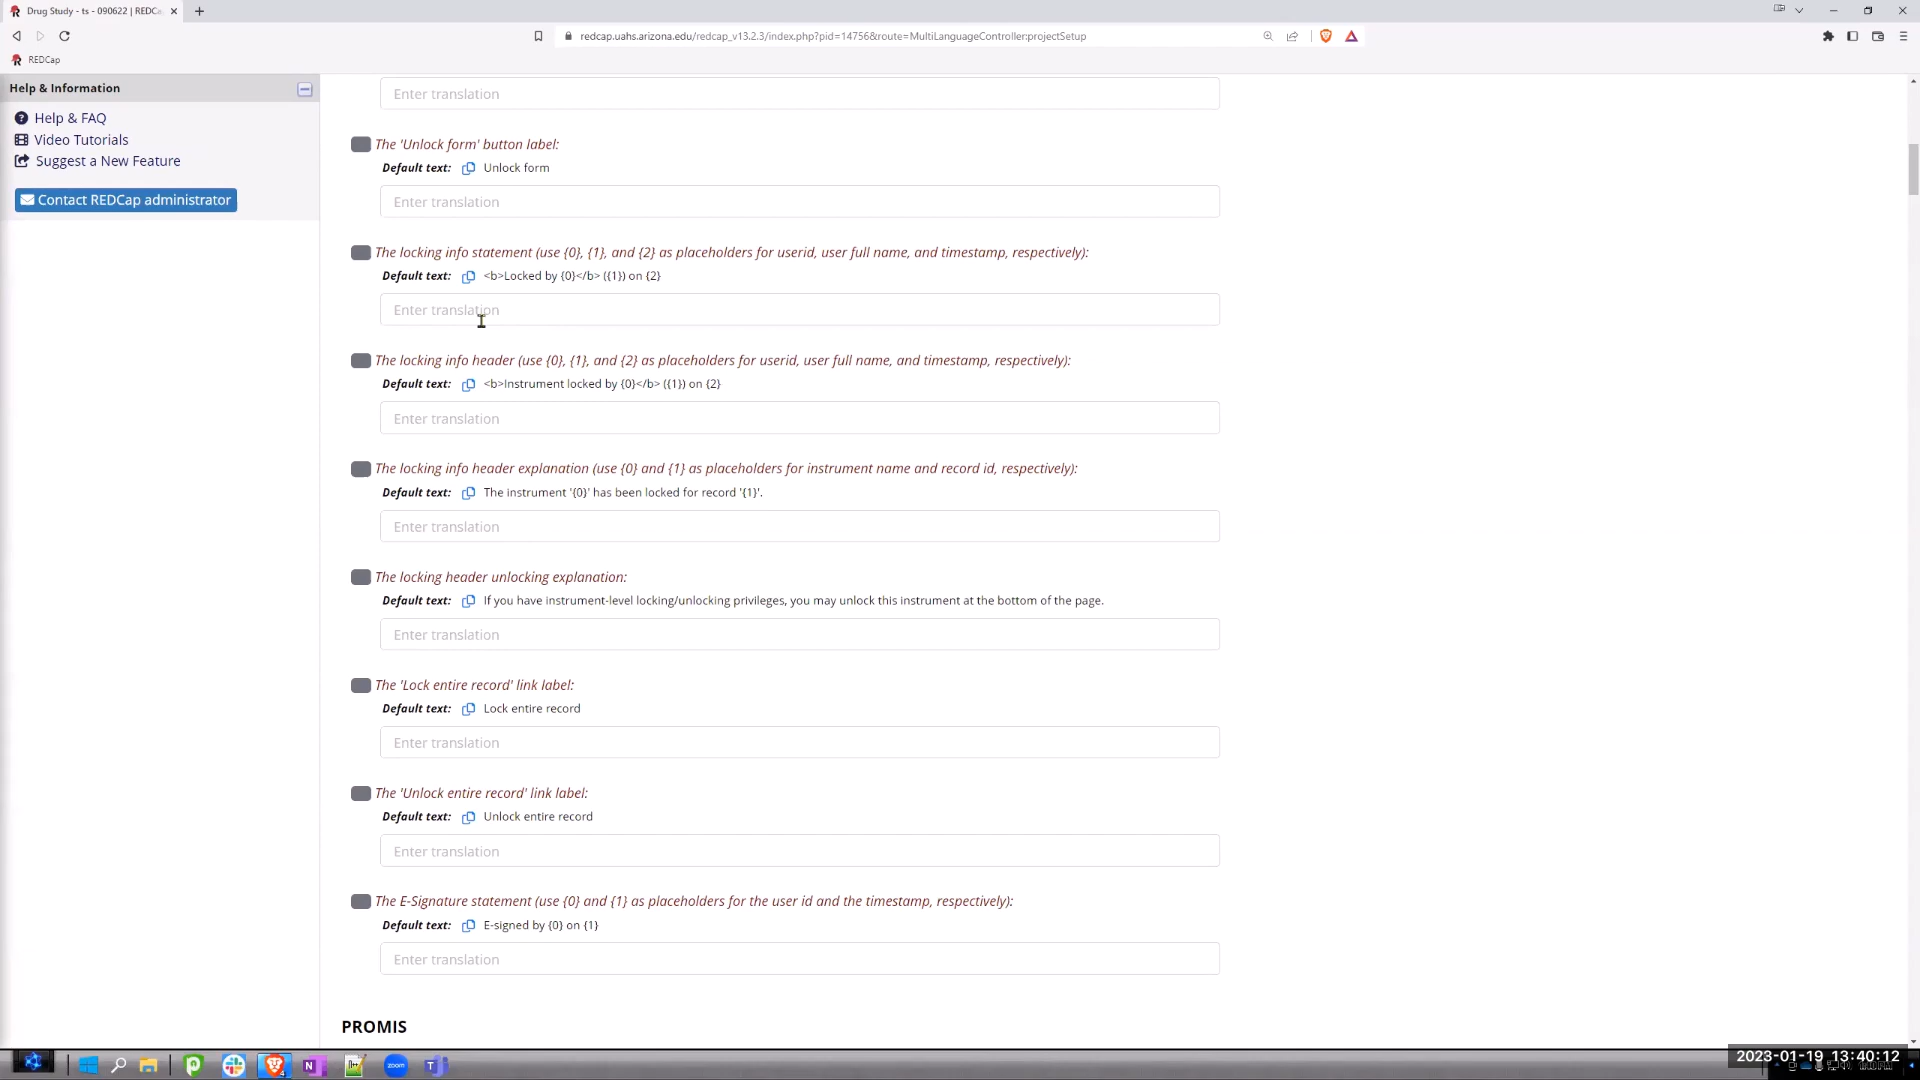 Drug Study - ts - 090622 | REDCa
redcap.uahs.arizona.edu/redcap_v13.2.3/index.php?pid=14756&route=MultiLanguageController:projectSetup
REDCap
Help & Information
Help & FAQ
Video Tutorials
Suggest a New Feature
Contact REDCap administrator
Enter translation
The 'Unlock form' button label:
Default text: Unlock form
Enter translation
The locking info statement (use {0}, {1}, and {2} as placeholders for userid, user full name, and timestamp, respectively):
Default text: <b>Locked by {0}</b> ({1}) on {2}
Enter translation
The locking info header (use {0}, {1}, and {2} as placeholders for userid, user full name, and timestamp, respectively):
Default text: <b>Instrument locked by {0}</b> ({1}) on {2}
Enter translation
The locking info header explanation (use {0} and {1} as placeholders for instrument name and record id, respectively):
Default text: The instrument '{0}' has been locked for record '{1}'.
Enter translation
The locking header unlocking explanation:
Default text: If you have instrument-level locking/unlocking privileges, you may unlock this instrument at the bottom of the page.
Enter translation
The 'Lock entire record' link label:
Default text: Lock entire record
Enter translation
The 'Unlock entire record' link label:
Default text: Unlock entire record
Enter translation
The E-Signature statement (use {0} and {1} as placeholders for the user id and the timestamp, respectively):
Default text: E-signed by {0} on {1}
Enter translation
PROMIS
zoom
2023-01-19 13:40:12